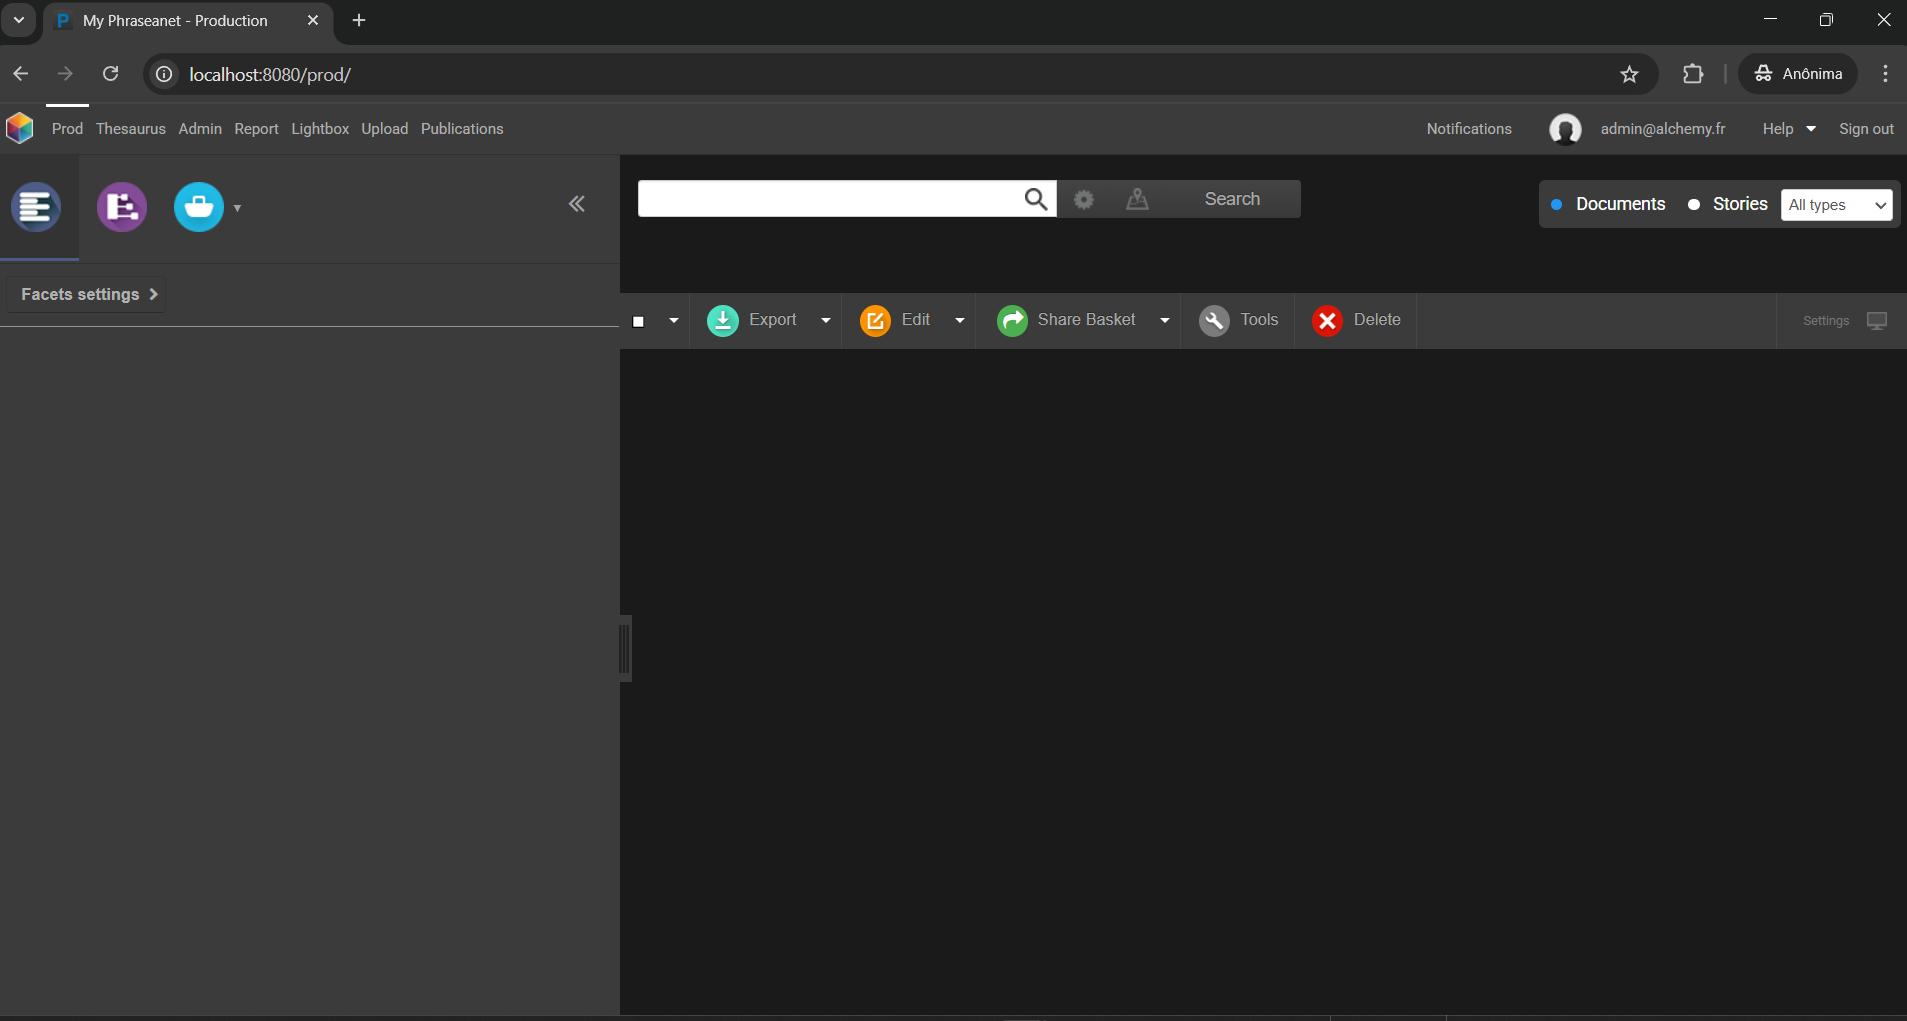 My Phraseanet - Production
localhost:8080/prod/
Anônima
Prod Thesaurus Admin Report Lightbox Upload Publications
Notifications admin@alchemy.fr Help Sign out
Search
Documents Stories All types
Facets settings
Export Edit Share Basket Tools Delete Settings